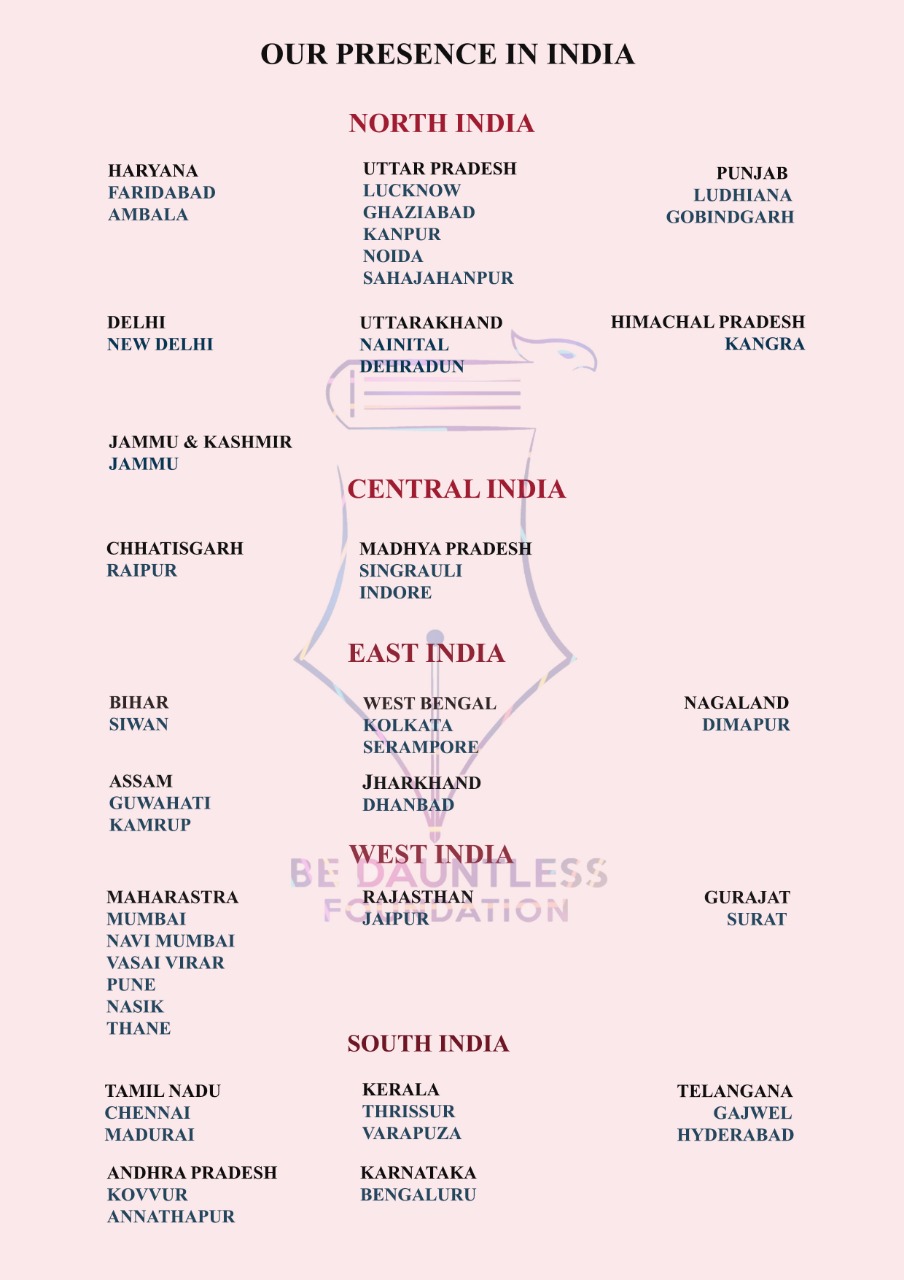 OUR PRESENCE IN INDIA
NORTH INDIA
HARYANA
FARIDABAD
AMBALA
UTTAR PRADESH
LUCKNOW
GHAZIABAD
KANPUR
NOIDA
SAHAJAHANPUR
PUNJAB
LUDHIANA
GOBINDGARH
DELHI
NEW DELHI
UTTARAKHAND
NAINITAL
DEHRADUN
HIMACHAL PRADESH
KANGRA
JAMMU & KASHMIR
JAMMU
CENTRAL INDIA
CHHATISGARH
RAIPUR
MADHYA PRADESH
SINGRAULI
INDORE
EAST INDIA
BIHAR
SIWAN
WEST BENGAL
KOLKATA
SERAMPORE
NAGALAND
DIMAPUR
ASSAM
GUWAHATI
KAMRUP
JHARKHAND
DHANBAD
WEST INDIA
BE DAUNTLESS
FOUNDATION
MAHARASTRA
MUMBAI
NAVI MUMBAI
VASAI VIRAR
PUNE
NASIK
THANE
RAJASTHAN
JAIPUR
GURAJAT
SURAT
SOUTH INDIA
TAMIL NADU
CHENNAI
MADURAI
KERALA
THRISSUR
VARAPUZA
TELANGANA
GAJWEL
HYDERABAD
ANDHRA PRADESH
KOVVUR
ANNATHAPUR
KARNATAKA
BENGALURU